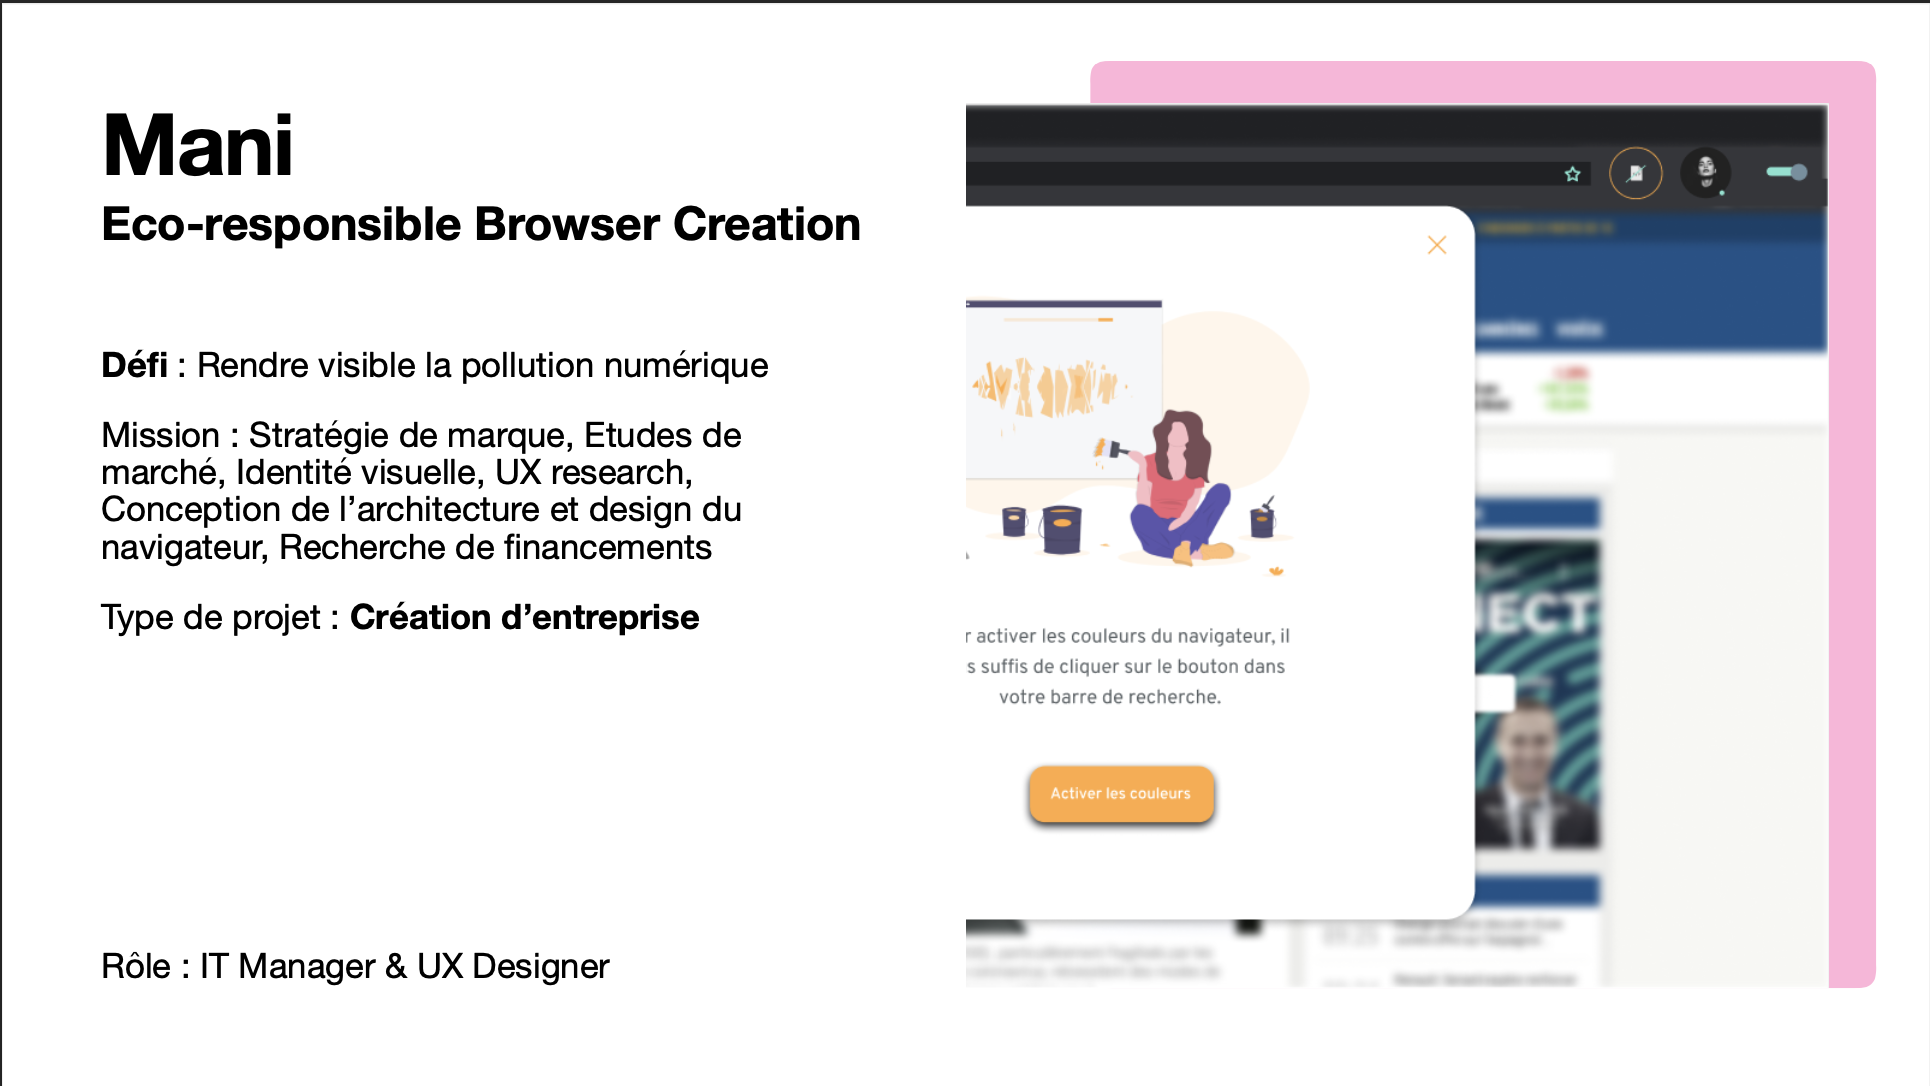 Mani
Eco-responsible Browser Creation
Défi : Rendre visible la pollution numérique
Mission : Stratégie de marque, Etudes de
marché, Identité visuelle, UX research,
Conception de l’architecture et design du
navigateur, Recherche de financements
Type de projet : Création d’entreprise
Rôle : IT Manager & UX Designer
r activer les couleurs du navigateur, il
s suffis de cliquer sur le bouton dans
votre barre de recherche.
Activer les couleurs
NECT